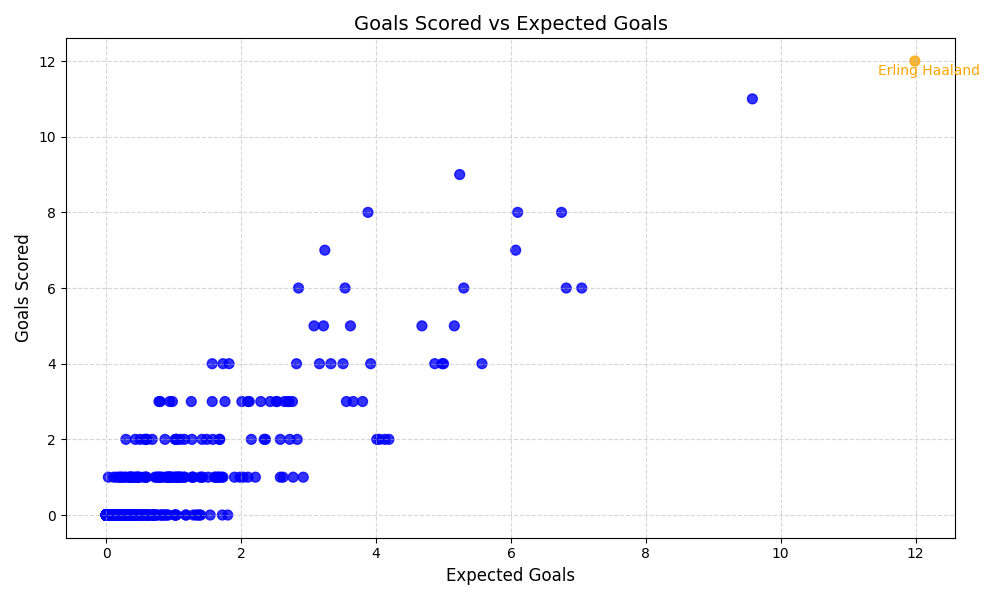 Goals Scored vs Expected Goals
12
Erling Haaland
10
8
6
4
2
0
Goals Scored
0 2 4 6 8 10 12
Expected Goals